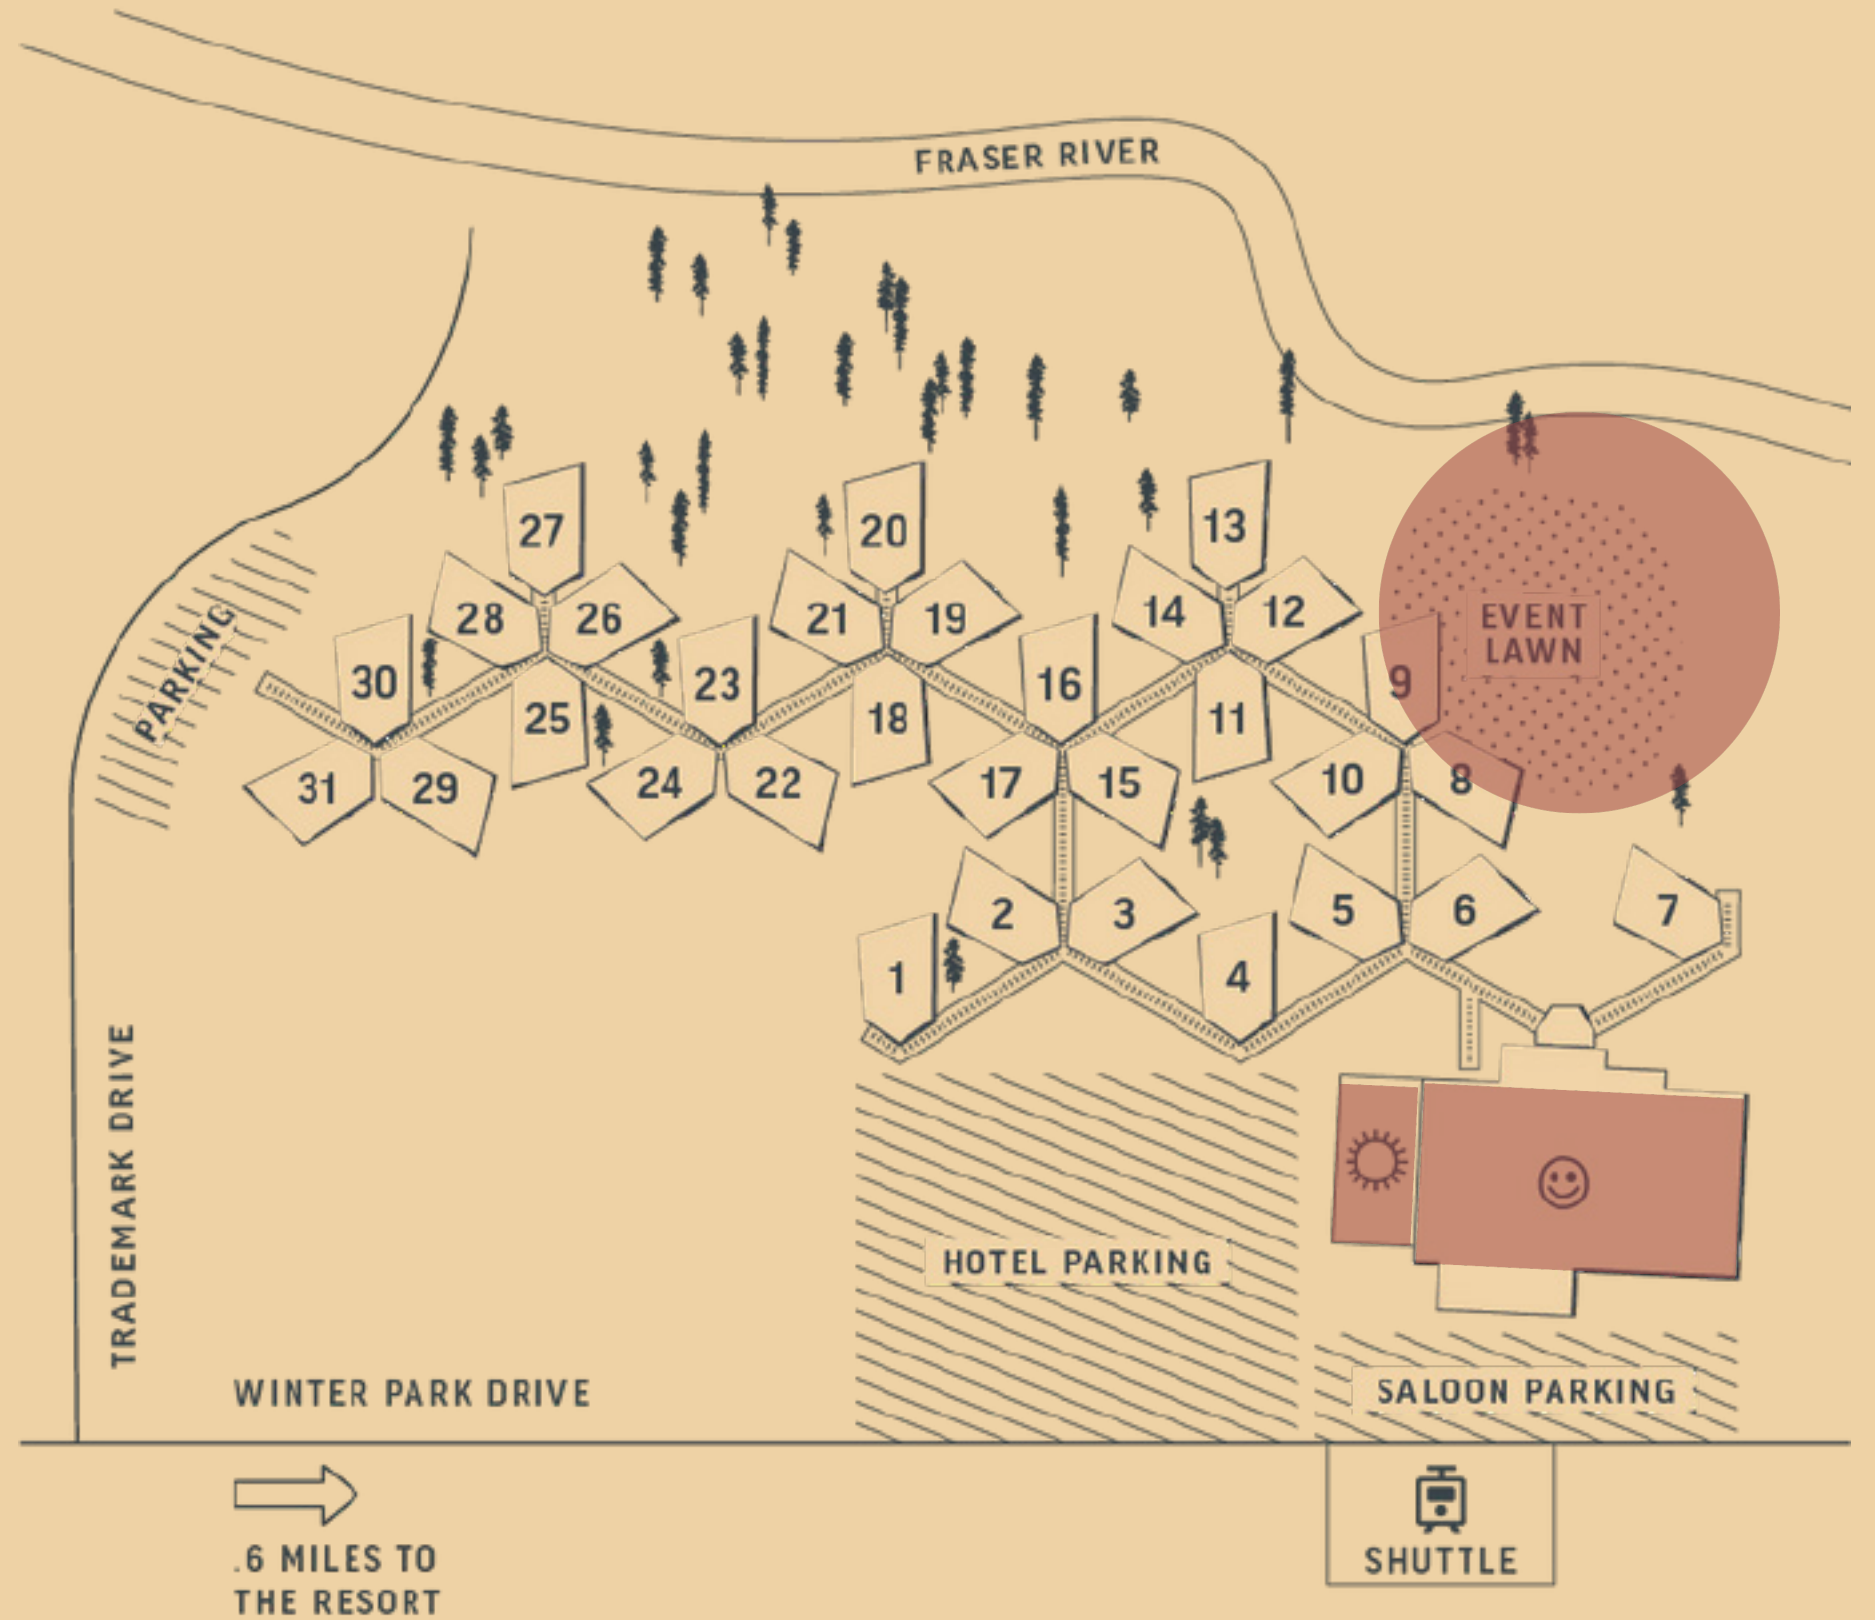 FRASER RIVER
27
20
13
28
26
21
19
14
12
EVENT
LAWN
PARKING
30
23
16
9
25
18
11
31
29
24
22
17
15
10
8
2
3
5
6
7
1
4
TRADEMARK DRIVE
HOTEL PARKING
WINTER PARK DRIVE
SALOON PARKING
.6 MILES TO
THE RESORT
SHUTTLE